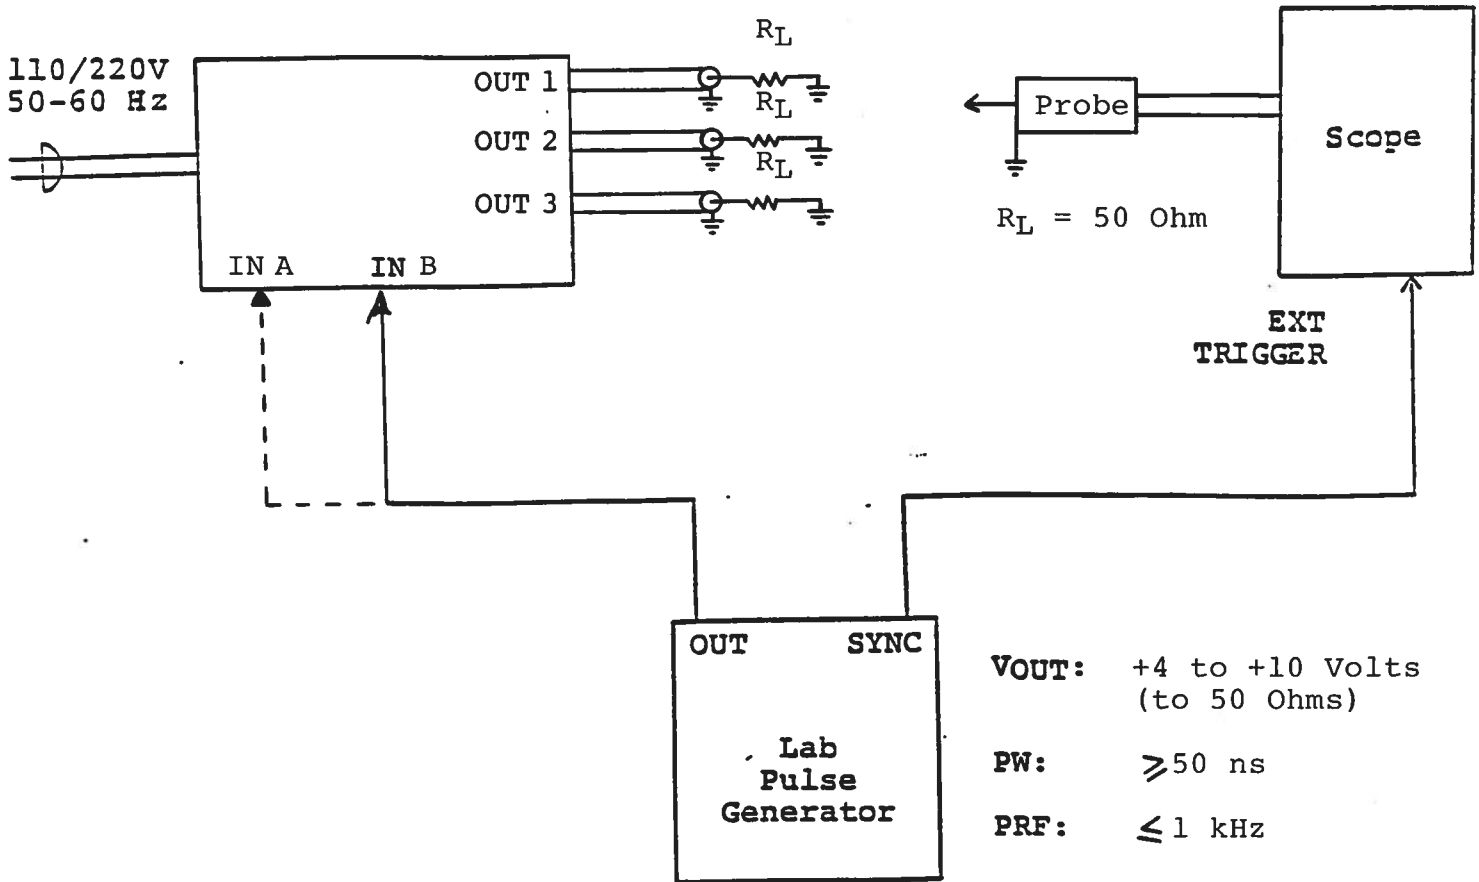 110/220V
50-60 Hz
OUT 1
OUT 2
OUT 3
IN A
IN B
RL
RL
RL
Probe
Scope
RL = 50 Ohm
EXT
TRIGGER
OUT
SYNC
Lab
Pulse
Generator
VOUT: +4 to +10 Volts
(to 50 Ohms)
PW: ⩾50 ns
PRF: ≤1 kHz